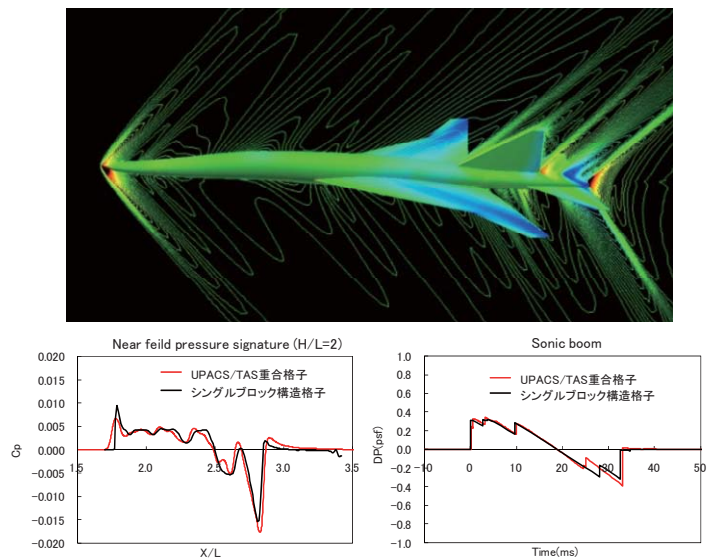 Near feild pressure signature (H/L=2)
0.020
0.015
0.010
0.005
0.000
-0.005
-0.010
-0.015
-0.020
Cp
UPACS/TAS重合格子
シングルブロック構造格子
1.5 2.0 2.5 3.0 3.5
X/L
Sonic boom
1.0
0.8
0.6
0.4
0.2
0.0
-0.2
-0.4
-0.6
-0.8
-1.0
DP(psf)
UPACS/TAS重合格子
シングルブロック構造格子
-10 0 10 20 30 40 50
Time(ms)